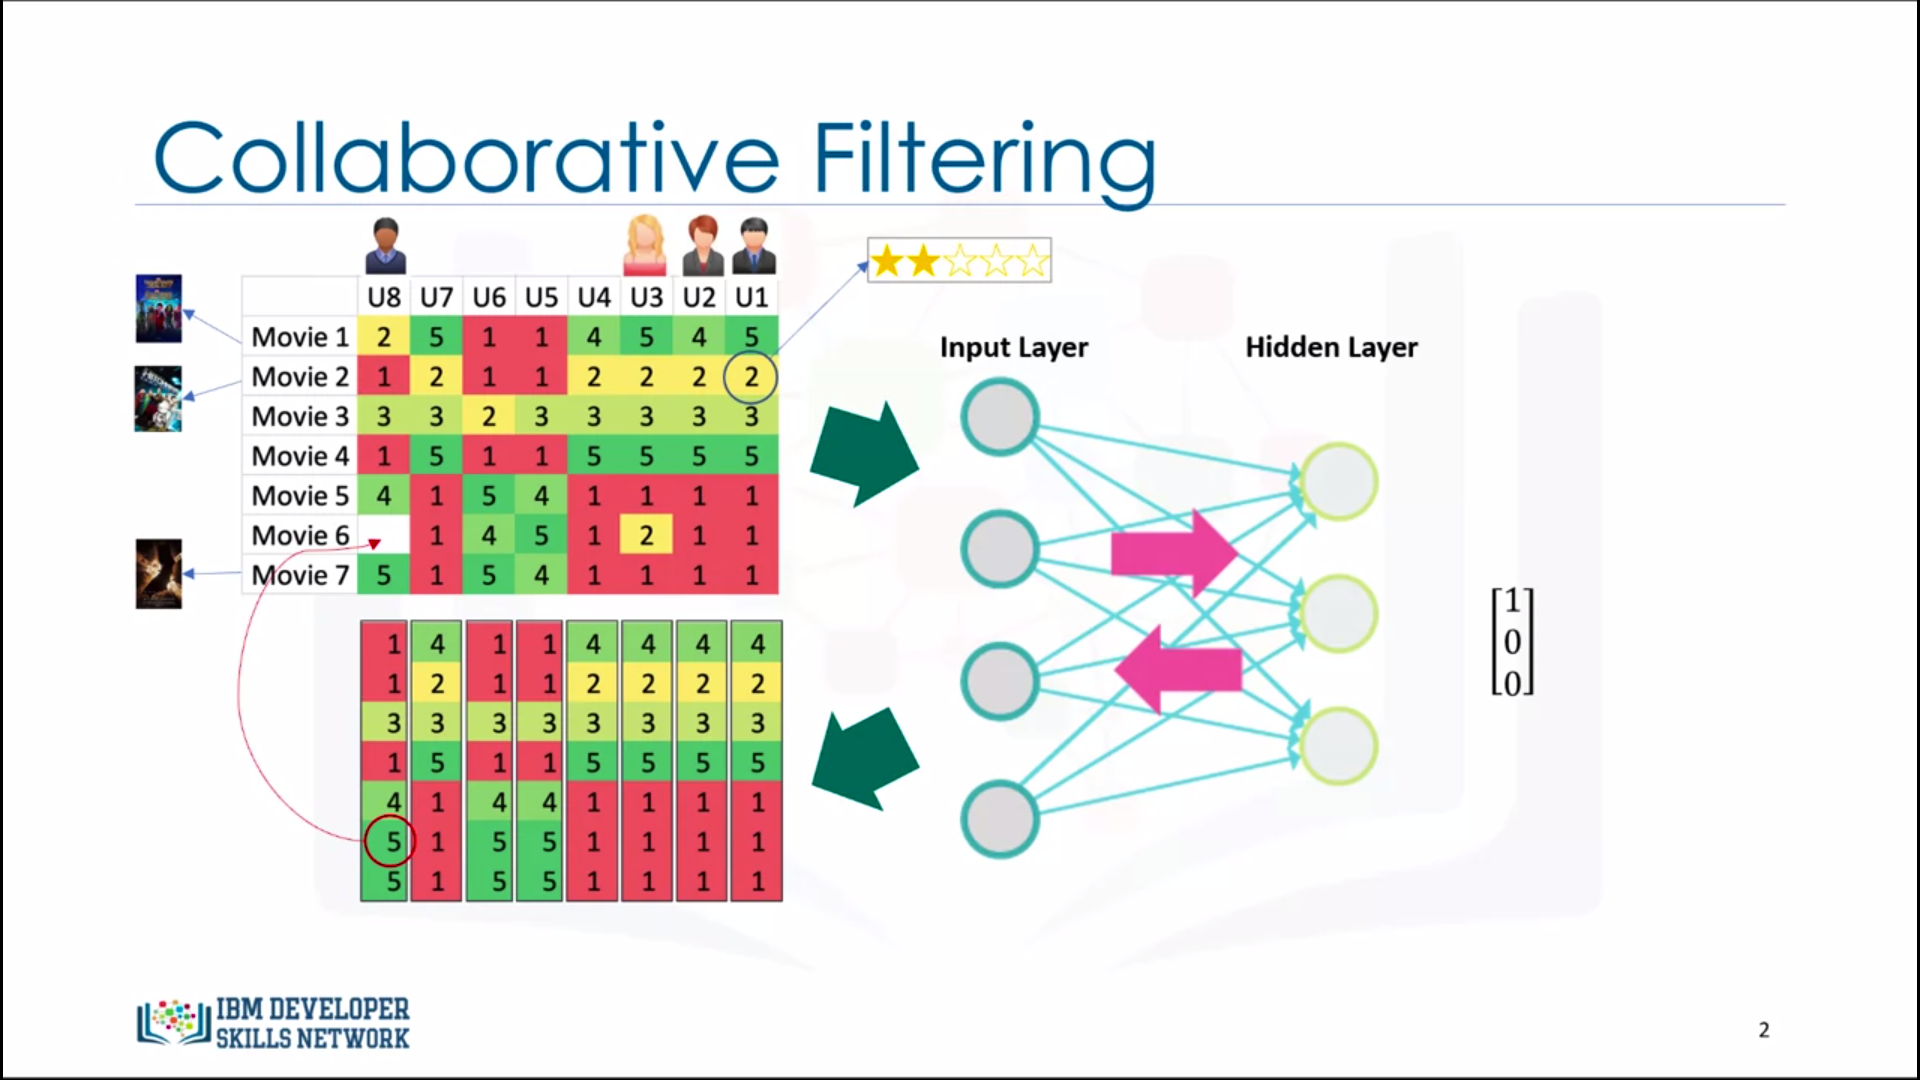 Collaborative Filtering
U8 U7 U6 U5 U4 U3 U2 U1
Movie 1 2 5 1 1 4 5 4 5
Movie 2 1 2 1 1 2 2 2 2
Movie 3 3 3 2 3 3 3 3 3
Movie 4 1 5 1 1 5 5 5 5
Movie 5 4 1 5 4 1 1 1 1
Movie 6 1 4 5 1 2 1 1
Movie 7 5 1 5 4 1 1 1 1
1 4 1 1 4 4 4 4
1 2 1 1 2 2 2 2
3 3 3 3 3 3 3 3
1 5 1 1 5 5 5 5
4 1 4 4 1 1 1 1
5 1 5 5 1 1 1 1
5 1 5 5 1 1 1 1
Input Layer
Hidden Layer
1
0
0
IBM DEVELOPER
SKILLS NETWORK
2